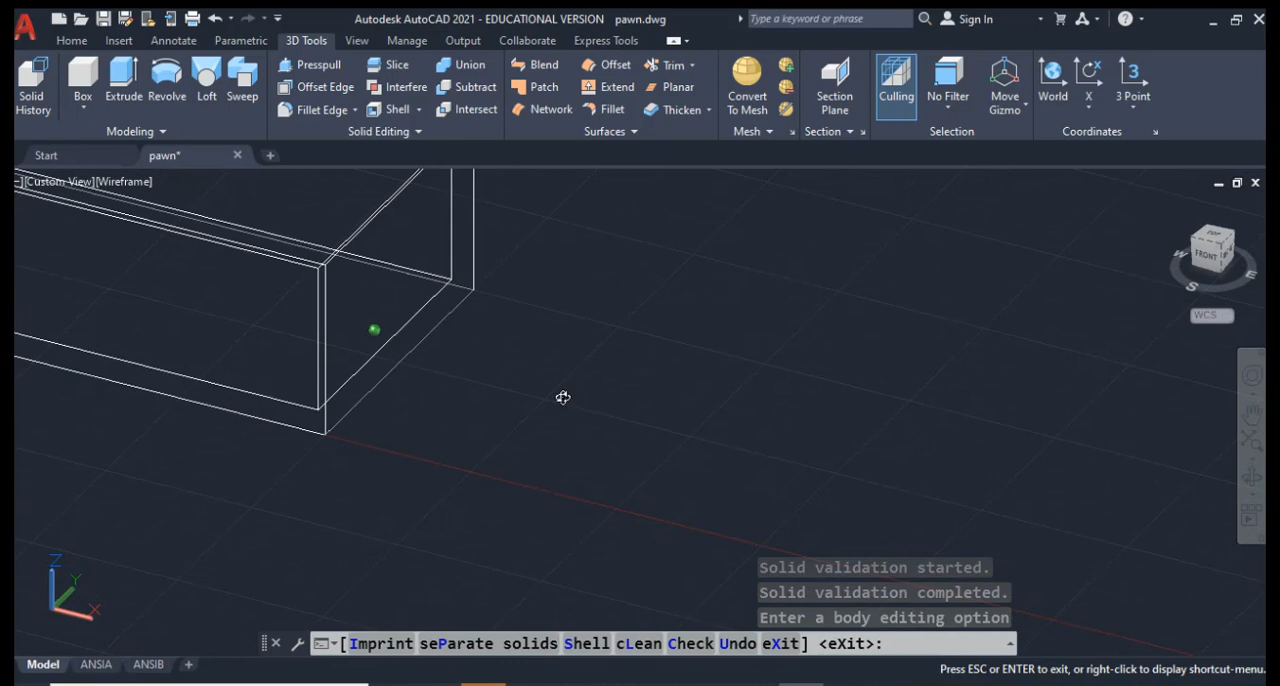 Autodesk AutoCAD 2021 - EDUCATIONAL VERSION pawn.dwg
Type a keyword or phrase
Sign In
Home Insert Annotate Parametric 3D Tools View Manage Output Collaborate Express Tools
Presspull Slice Union Blend Offset Trim
Offset Edge Interfere Subtract Patch Extend Planar
Fillet Edge Shell Intersect Network Fillet Thicken
Solid History
Box Extrude Revolve Loft Sweep
Convert To Mesh
Section Plane
Culling No Filter Move Gizmo
World X 3 Point
3
Modeling Solid Editing Surfaces Mesh Section Selection Coordinates
Start pawn*
−][Custom View][Wireframe]
TOP
FRONT
W
S
E
WCS
Z
Y
X
Solid validation started.
Solid validation completed.
Enter a body editing option
[Imprint seParate solids Shell cLean Check Undo eXit] <eXit>:
Model ANSIA ANSIB
Press ESC or ENTER to exit, or right-click to display shortcut-menu.